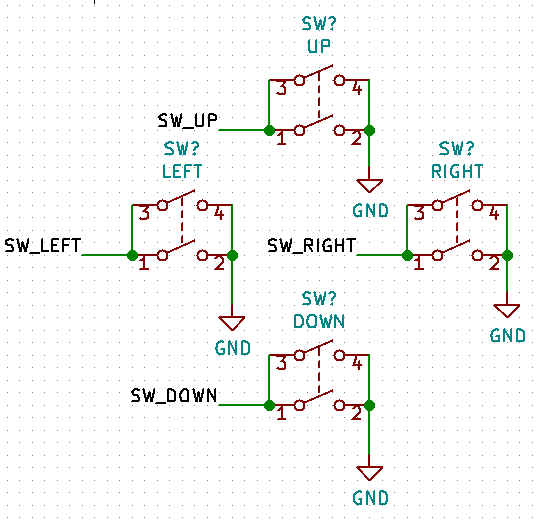 SW?
UP
3 4
SW_UP
1 2
GND
SW?
LEFT
3 4
SW_LEFT
1 2
GND
SW?
RIGHT
3 4
SW_RIGHT
1 2
GND
SW?
DOWN
3 4
SW_DOWN
1 2
GND